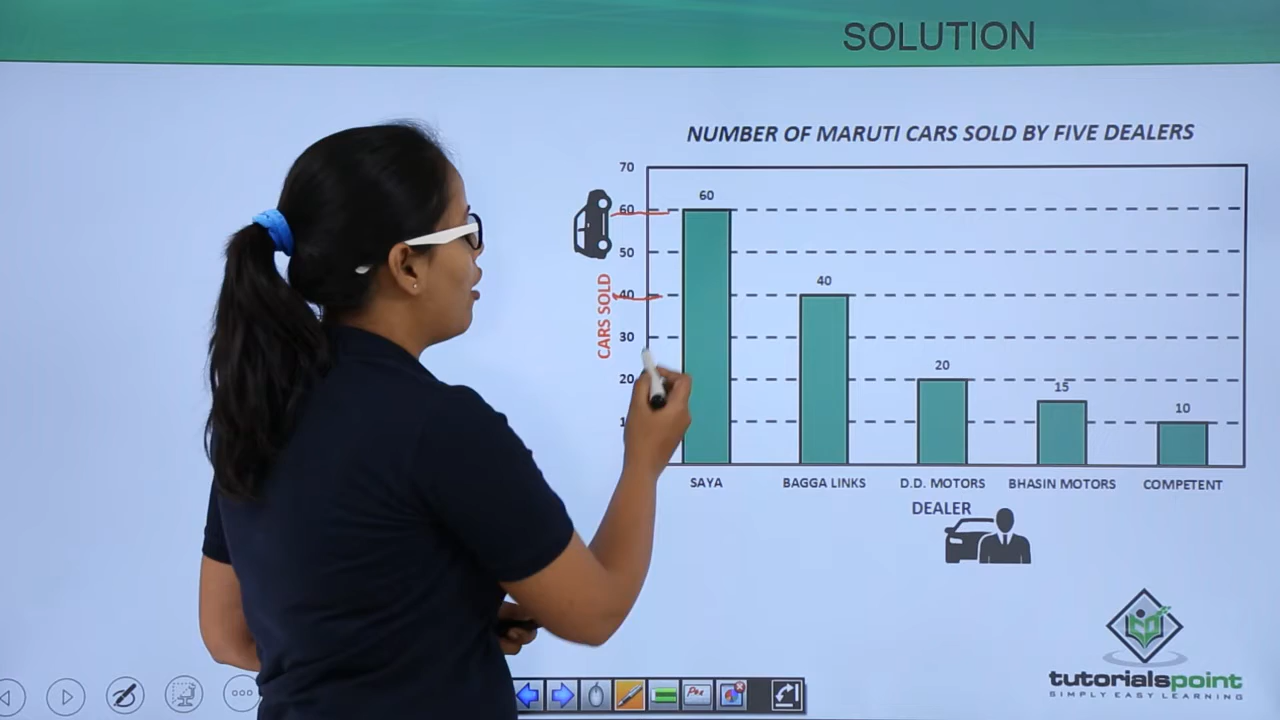 SOLUTION
NUMBER OF MARUTI CARS SOLD BY FIVE DEALERS
70
60
50
40
30
20
CARS SOLD
60
40
20
15
10
SAYA BAGGA LINKS D.D. MOTORS BHASIN MOTORS COMPETENT
DEALER
tutorialspoint
SIMPLY EASY LEARNING
Pen